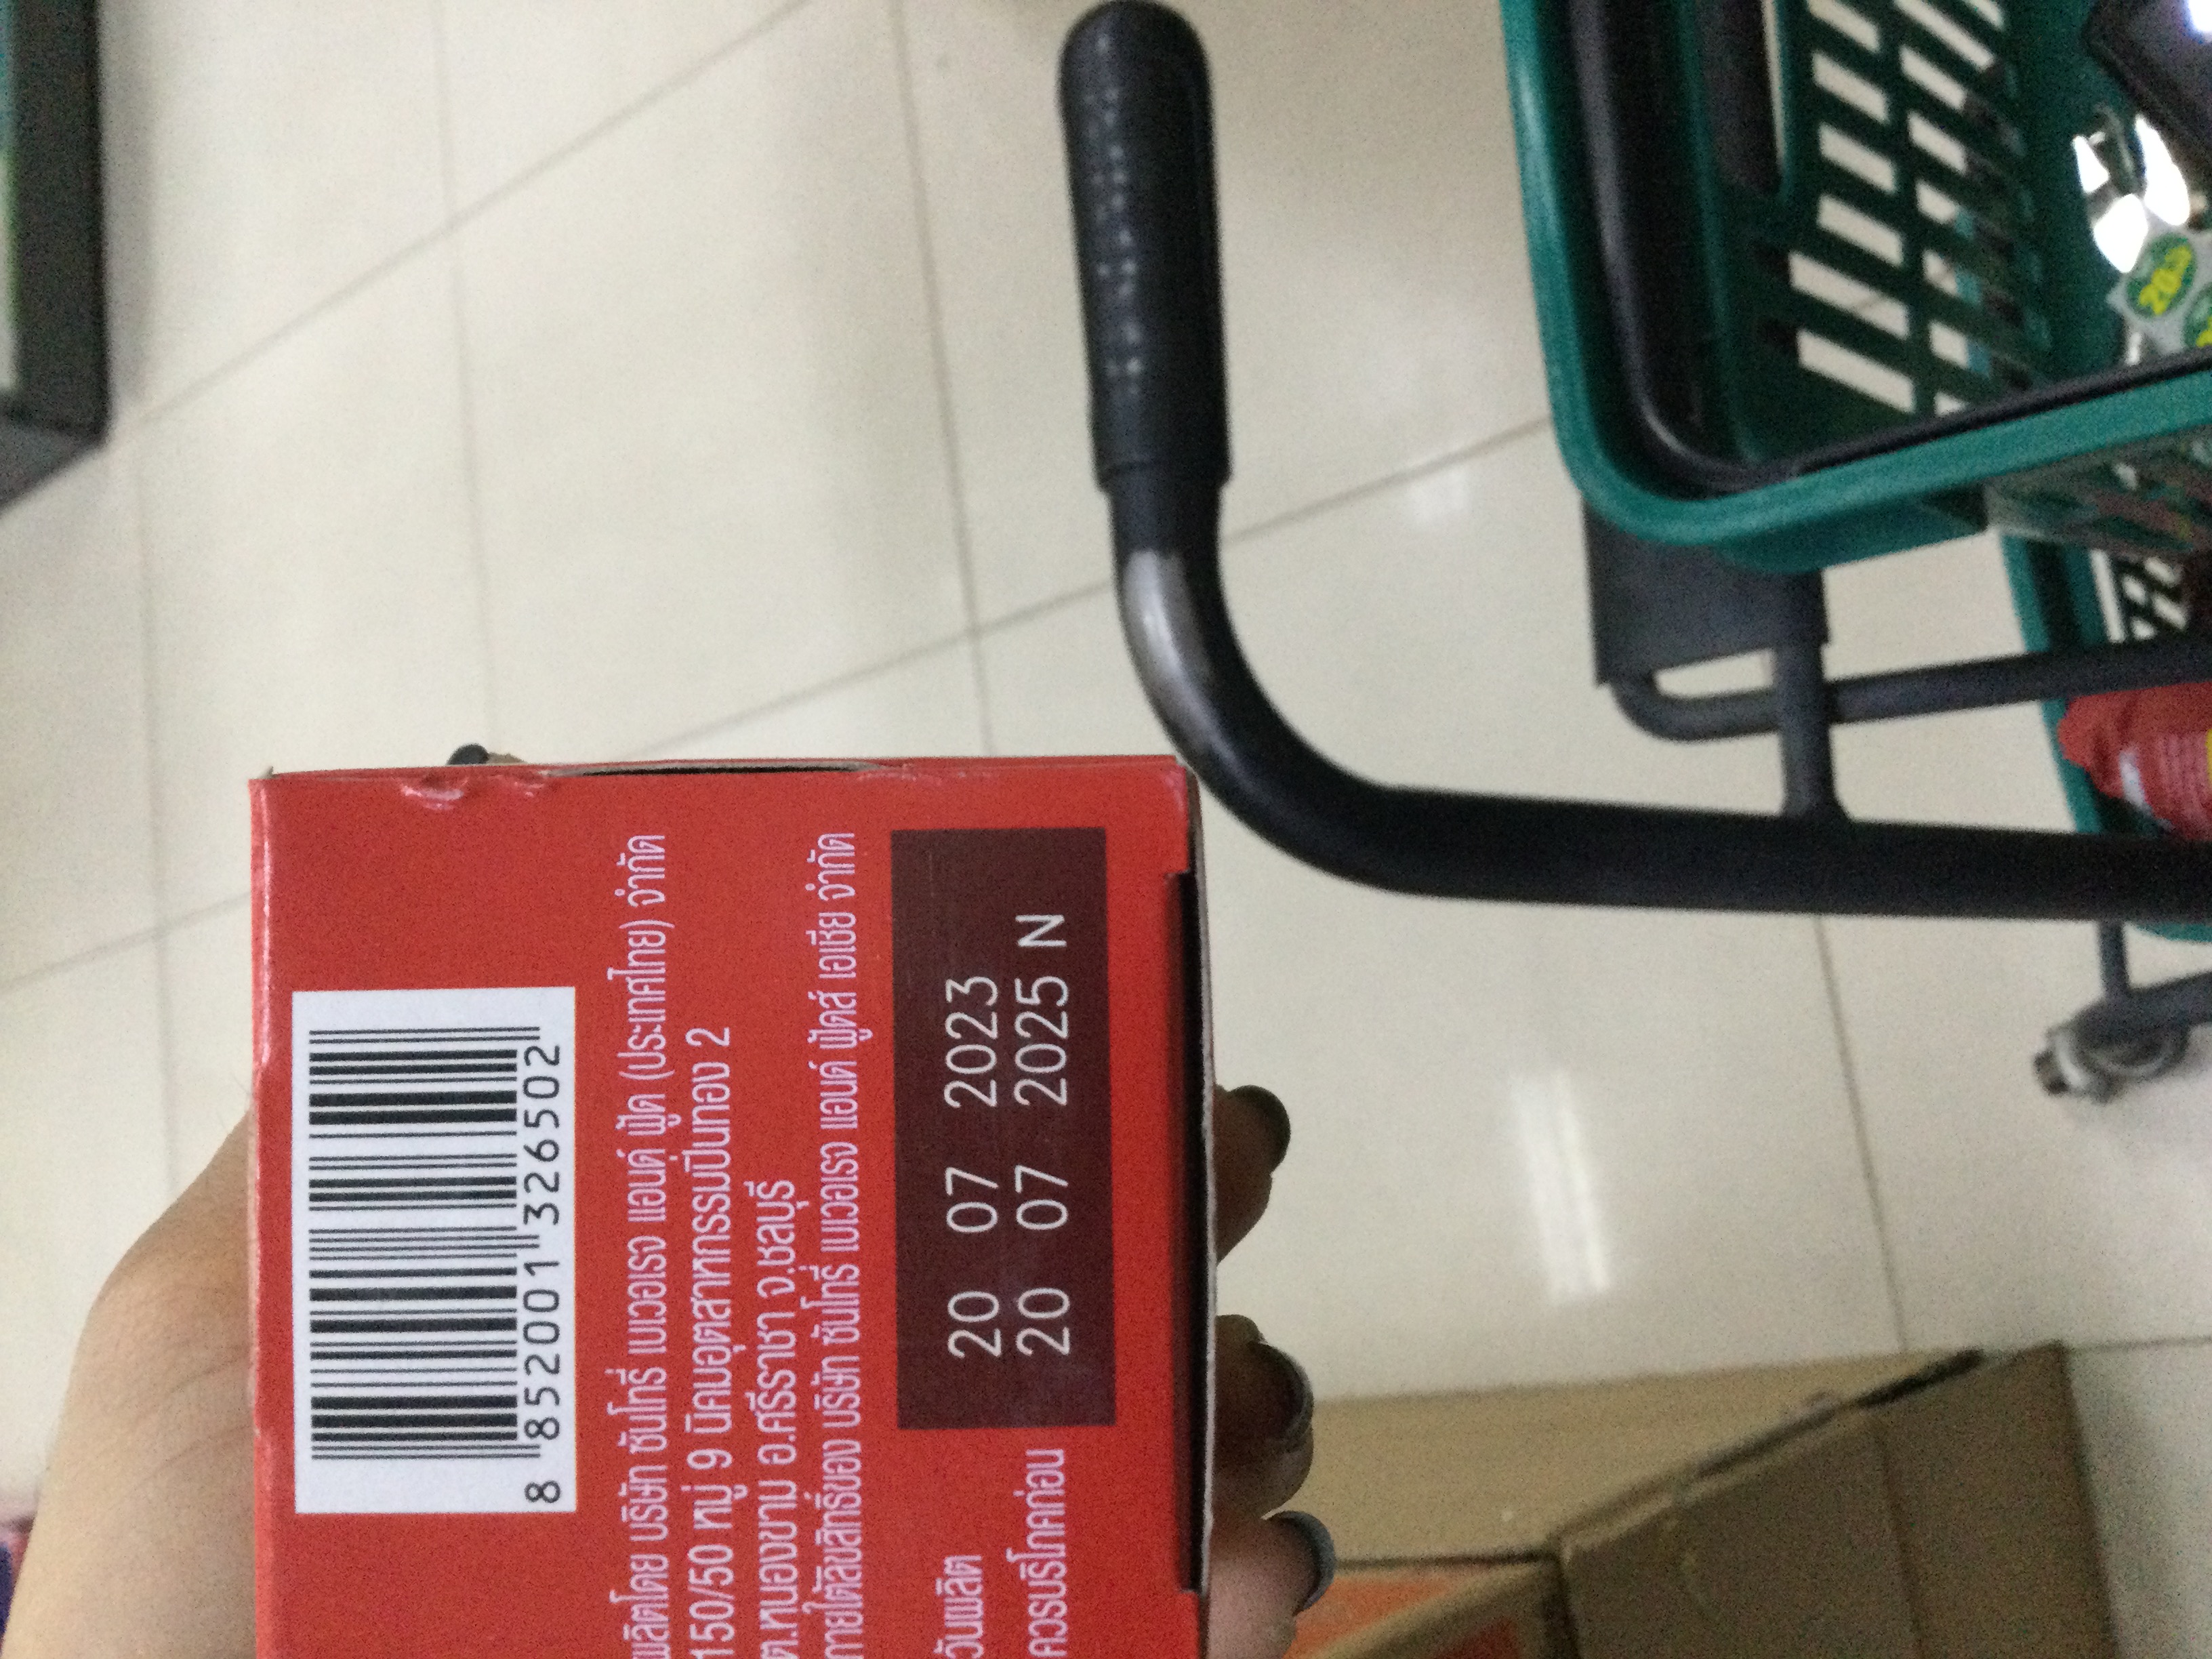 8 852001 326502
ผลิตโดย บริษัท ซันโทรี่ เบเวอเรจ แอนด์ ฟู้ด (ประเทศไทย) จำกัด
150/50 หมู่ 9 นิคมอุตสาหกรรมปิ่นทอง 2
ต.หนองขาม อ.ศรีราชา จ.ชลบุรี
ภายใต้ลิขสิทธิ์ของ บริษัท ซันโทรี่ เบเวอเรจ แอนด์ ฟู้ดส์ เอเชีย จำกัด
วันผลิต 20 07 2023
ควรบริโภคก่อน 20 07 2025 N